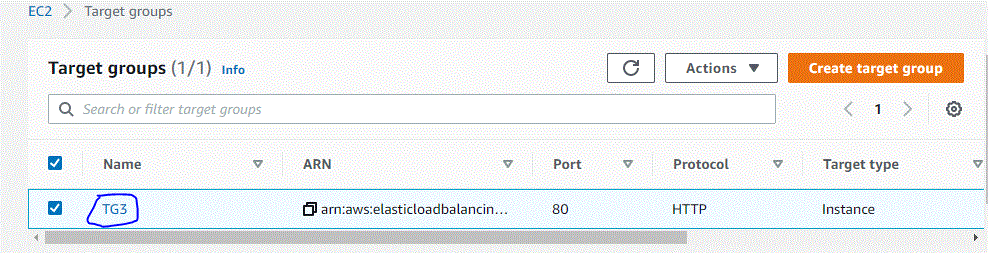 EC2 > Target groups
Target groups (1/1) Info
Actions
Create target group
Search or filter target groups
1
Name ARN Port Protocol Target type
TG3 arn:aws:elasticloadbalancin... 80 HTTP Instance